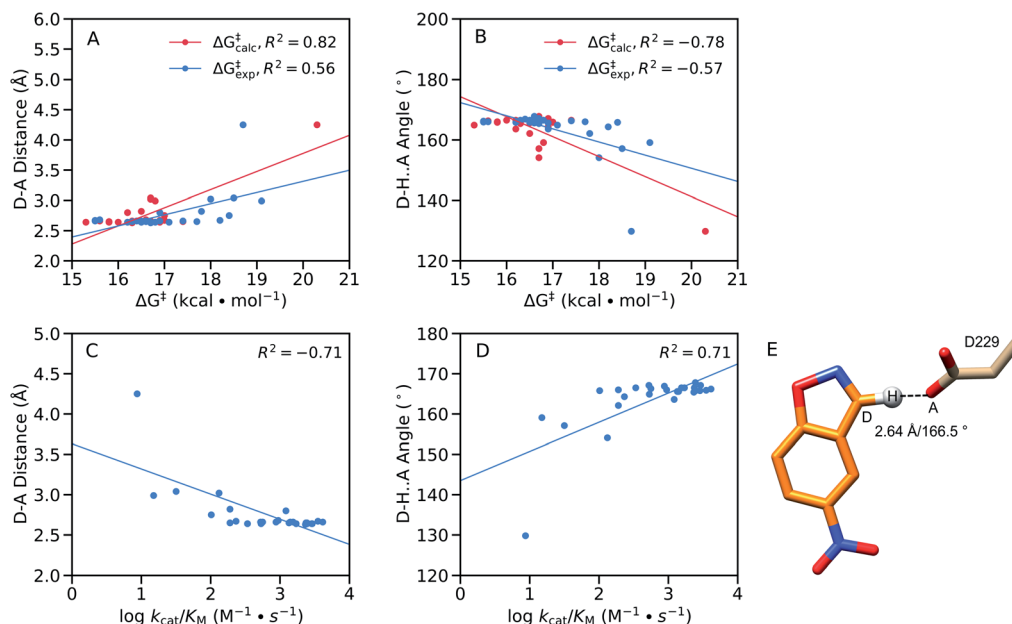 A
ΔG‡calc, R² = 0.82
ΔG‡exp, R² = 0.56
D-A Distance (Å)
6.0
5.5
5.0
4.5
4.0
3.5
3.0
2.5
2.0
15 16 17 18 19 20 21
ΔG‡ (kcal • mol⁻¹)
B
ΔG‡calc, R² = −0.78
ΔG‡exp, R² = −0.57
D-H..A Angle (°)
200
180
160
140
120
15 16 17 18 19 20 21
ΔG‡ (kcal • mol⁻¹)
C
R² = −0.71
D-A Distance (Å)
5.0
4.5
4.0
3.5
3.0
2.5
2.0
0 1 2 3 4
log kcat/KM (M⁻¹ • s⁻¹)
D
R² = 0.71
D-H..A Angle (°)
180
170
160
150
140
130
120
0 1 2 3 4
log kcat/KM (M⁻¹ • s⁻¹)
E
D229
H
D
A
2.64 Å/166.5 °